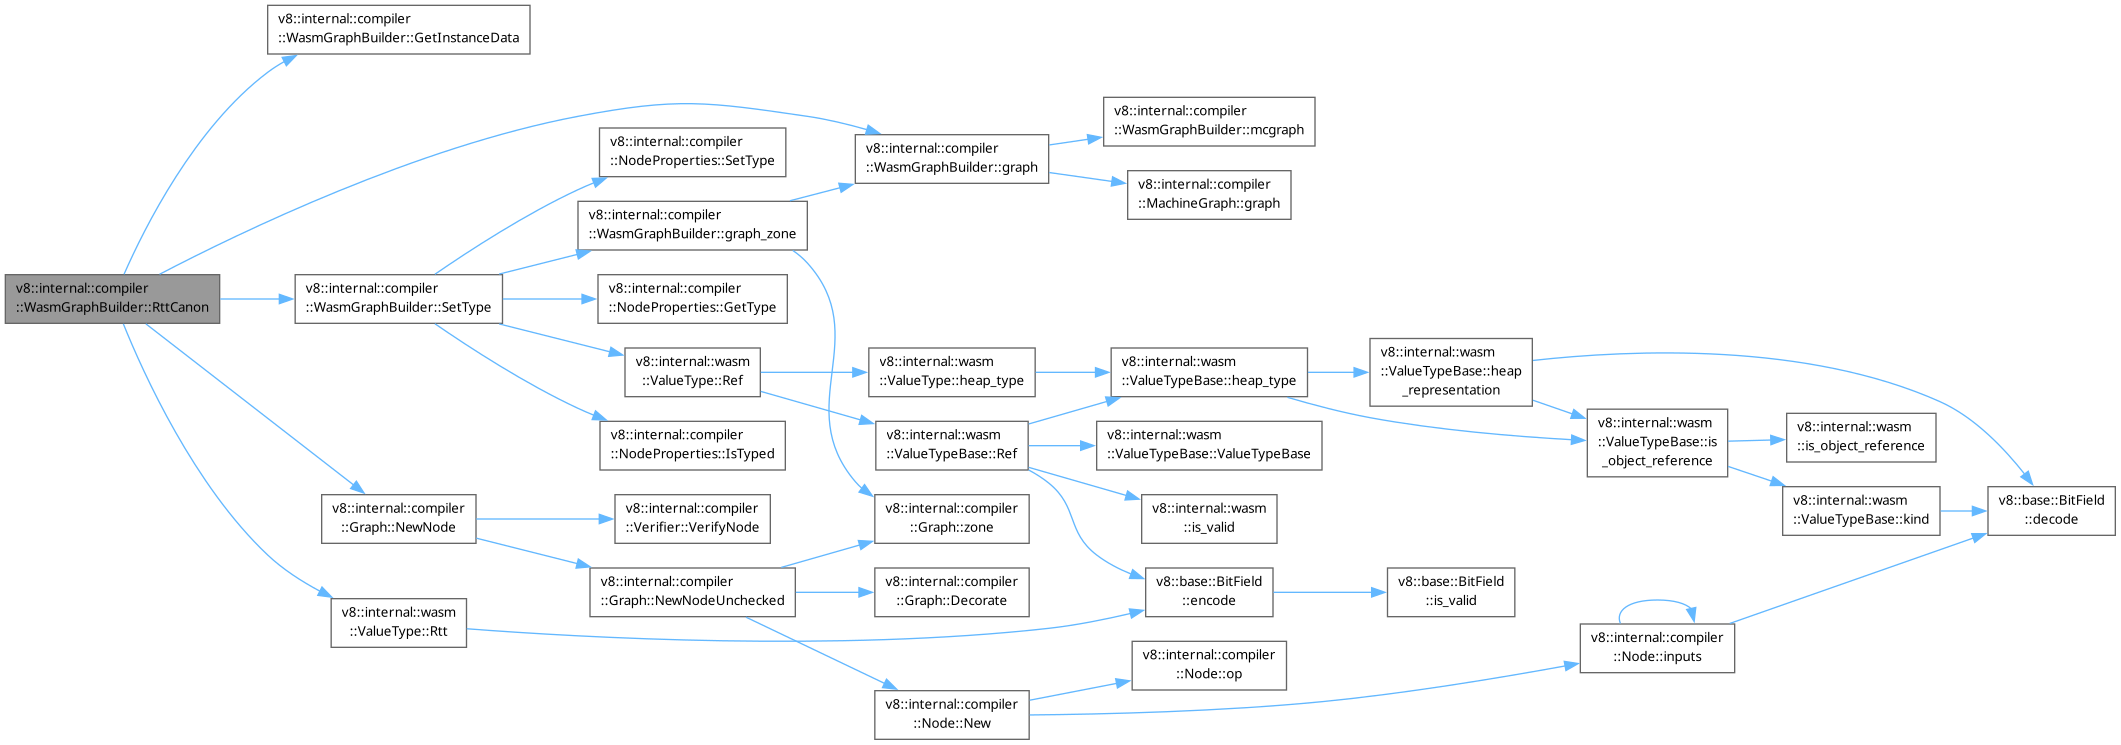 v8::internal::compiler
::WasmGraphBuilder::RttCanon
v8::internal::compiler
::WasmGraphBuilder::GetInstanceData
v8::internal::compiler
::WasmGraphBuilder::SetType
v8::internal::compiler
::Graph::NewNode
v8::internal::wasm
::ValueType::Rtt
v8::internal::compiler
::NodeProperties::SetType
v8::internal::compiler
::WasmGraphBuilder::graph_zone
v8::internal::compiler
::NodeProperties::GetType
v8::internal::wasm
::ValueType::Ref
v8::internal::compiler
::NodeProperties::IsTyped
v8::internal::compiler
::Verifier::VerifyNode
v8::internal::compiler
::Graph::NewNodeUnchecked
v8::internal::compiler
::WasmGraphBuilder::graph
v8::internal::wasm
::ValueType::heap_type
v8::internal::wasm
::ValueTypeBase::Ref
v8::internal::compiler
::Graph::zone
v8::internal::compiler
::Graph::Decorate
v8::internal::compiler
::Node::New
v8::internal::compiler
::WasmGraphBuilder::mcgraph
v8::internal::compiler
::MachineGraph::graph
v8::internal::wasm
::ValueTypeBase::heap_type
v8::internal::wasm
::ValueTypeBase::ValueTypeBase
v8::internal::wasm
::is_valid
v8::base::BitField
::encode
v8::internal::compiler
::Node::op
v8::internal::wasm
::ValueTypeBase::heap
_representation
v8::base::BitField
::is_valid
v8::internal::wasm
::ValueTypeBase::is
_object_reference
v8::internal::compiler
::Node::inputs
v8::internal::wasm
::is_object_reference
v8::internal::wasm
::ValueTypeBase::kind
v8::base::BitField
::decode